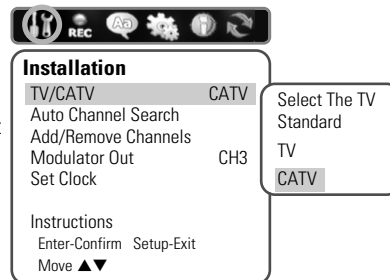 REC Aa
Installation
TV/CATV CATV
Auto Channel Search
Add/Remove Channels
Modulator Out CH3
Set Clock
Instructions
Enter-Confirm Setup-Exit
Move ▲▼
Select The TV
Standard
TV
CATV